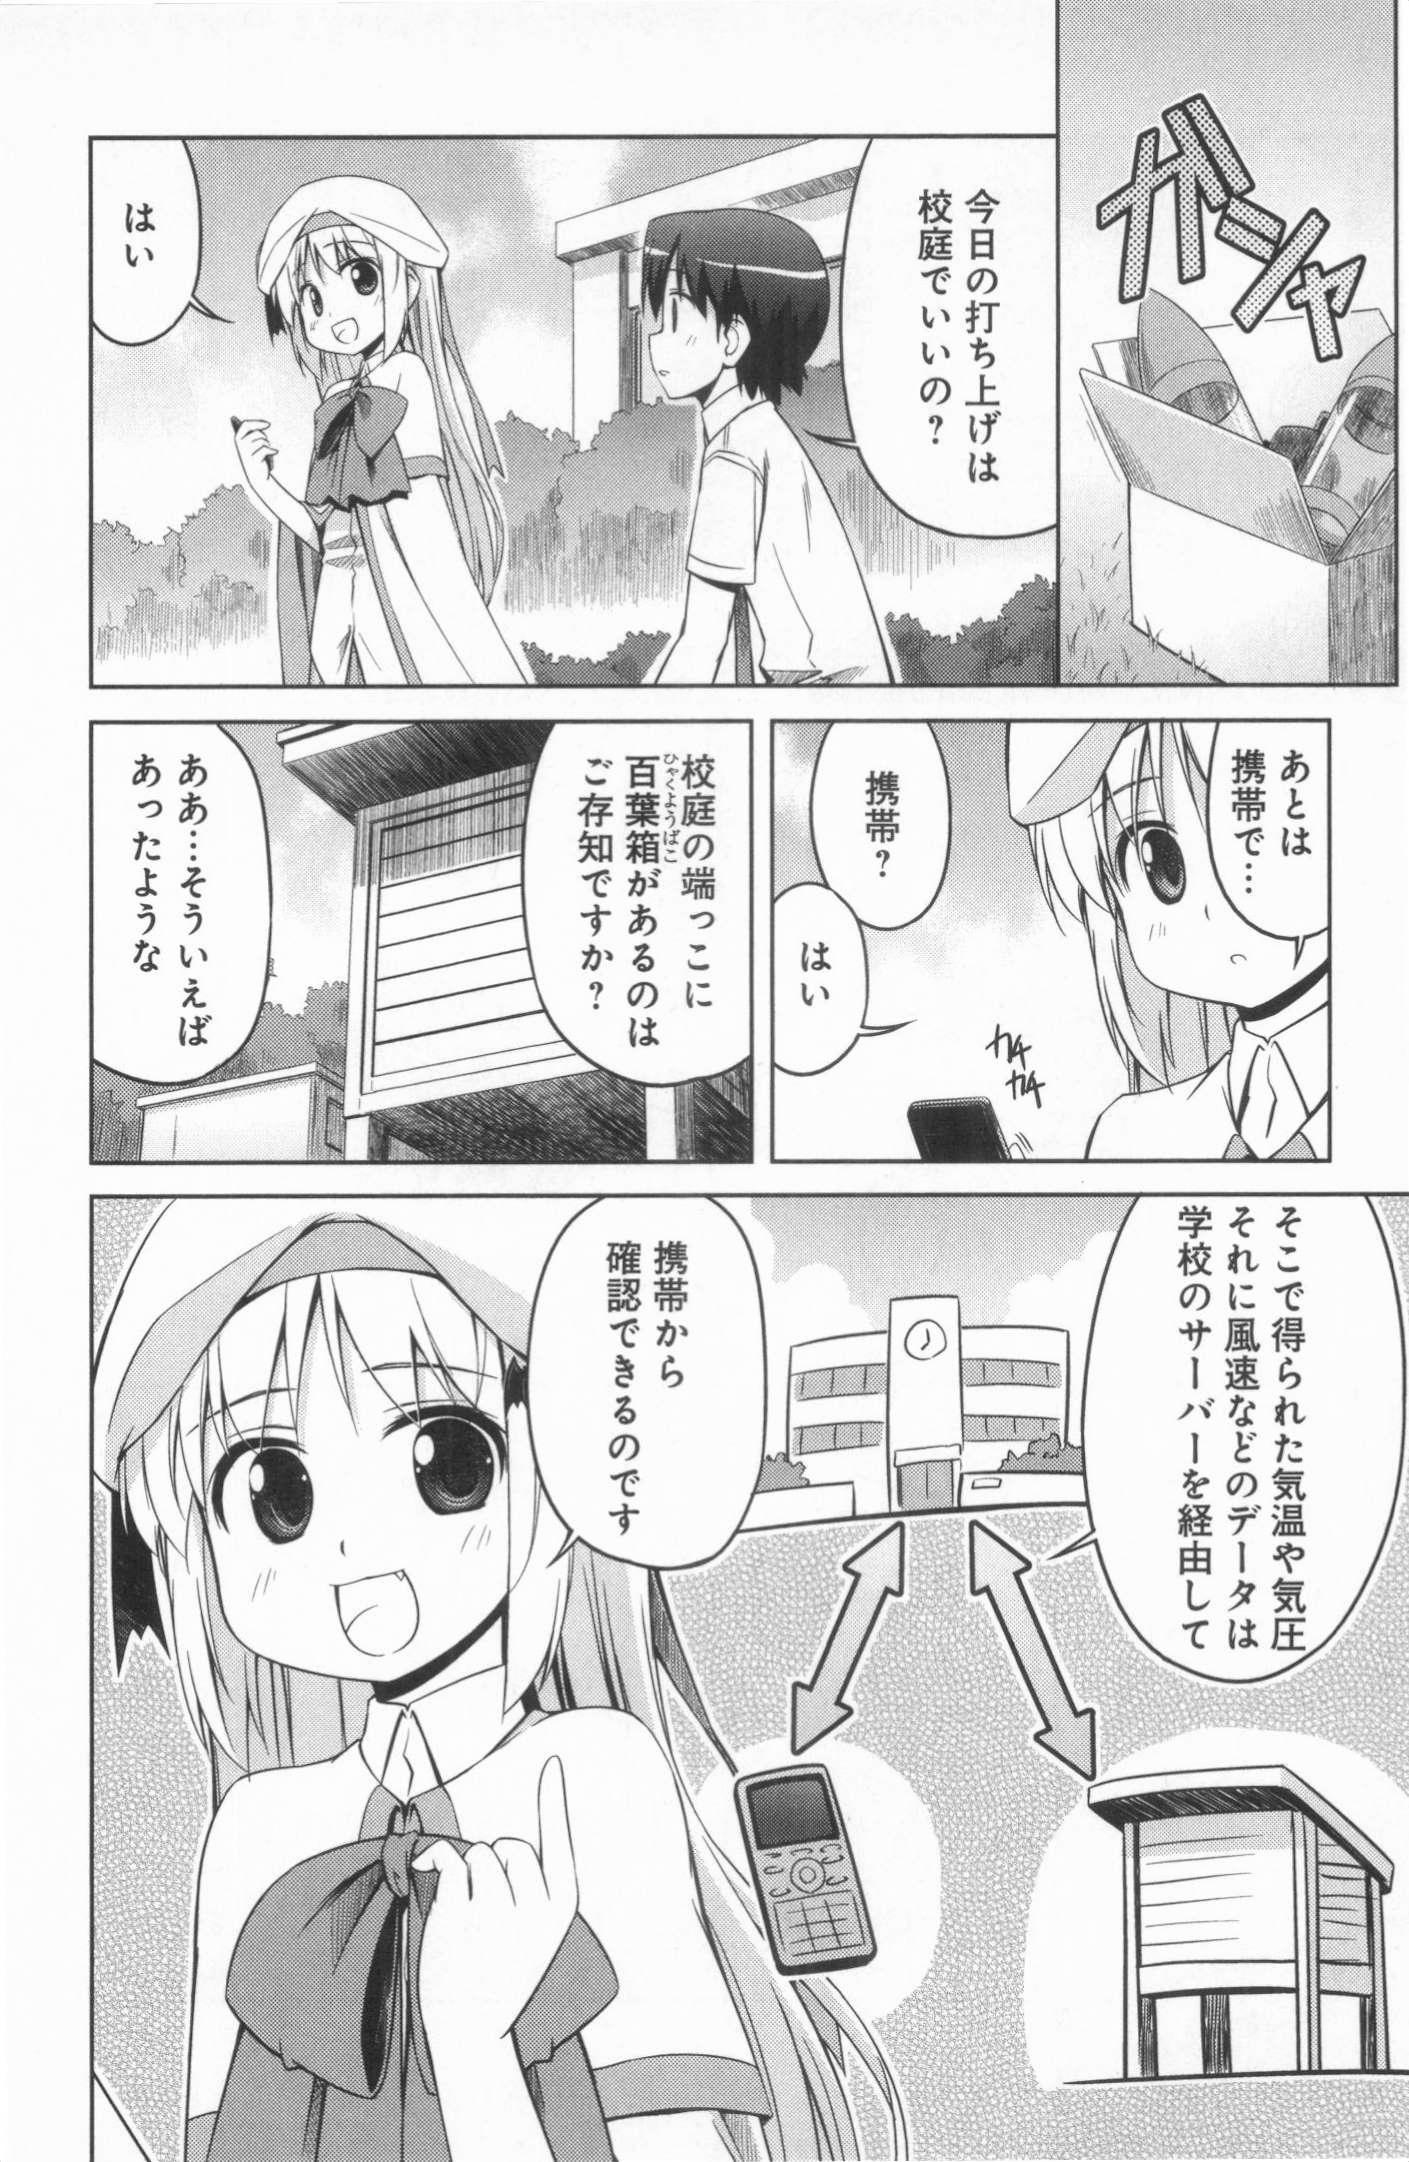 ガシャ
今日の打ち上げは
校庭でいいの？
はい
あとは
携帯で…
携帯？
はい
カチ
カチ
校庭の端っこに
百葉箱があるのは
ひゃくようばこ
ご存知ですか？
ああ…そういえば
あったような
そこで得られた気温や気圧
それに風速などのデータは
学校のサーバーを経由して
携帯から
確認できるのです